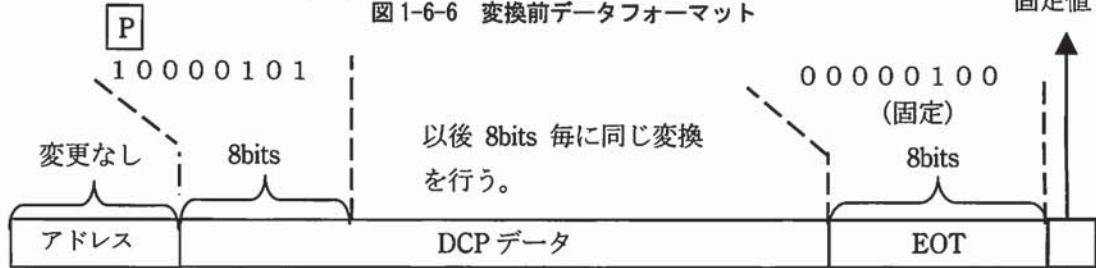 図 1-6-6 変換前データフォーマット
固定値
P
10000101
00000100
(固定)
以後 8bits 毎に同じ変換
を行う。
変更なし
8bits
8bits
アドレス
DCP データ
EOT